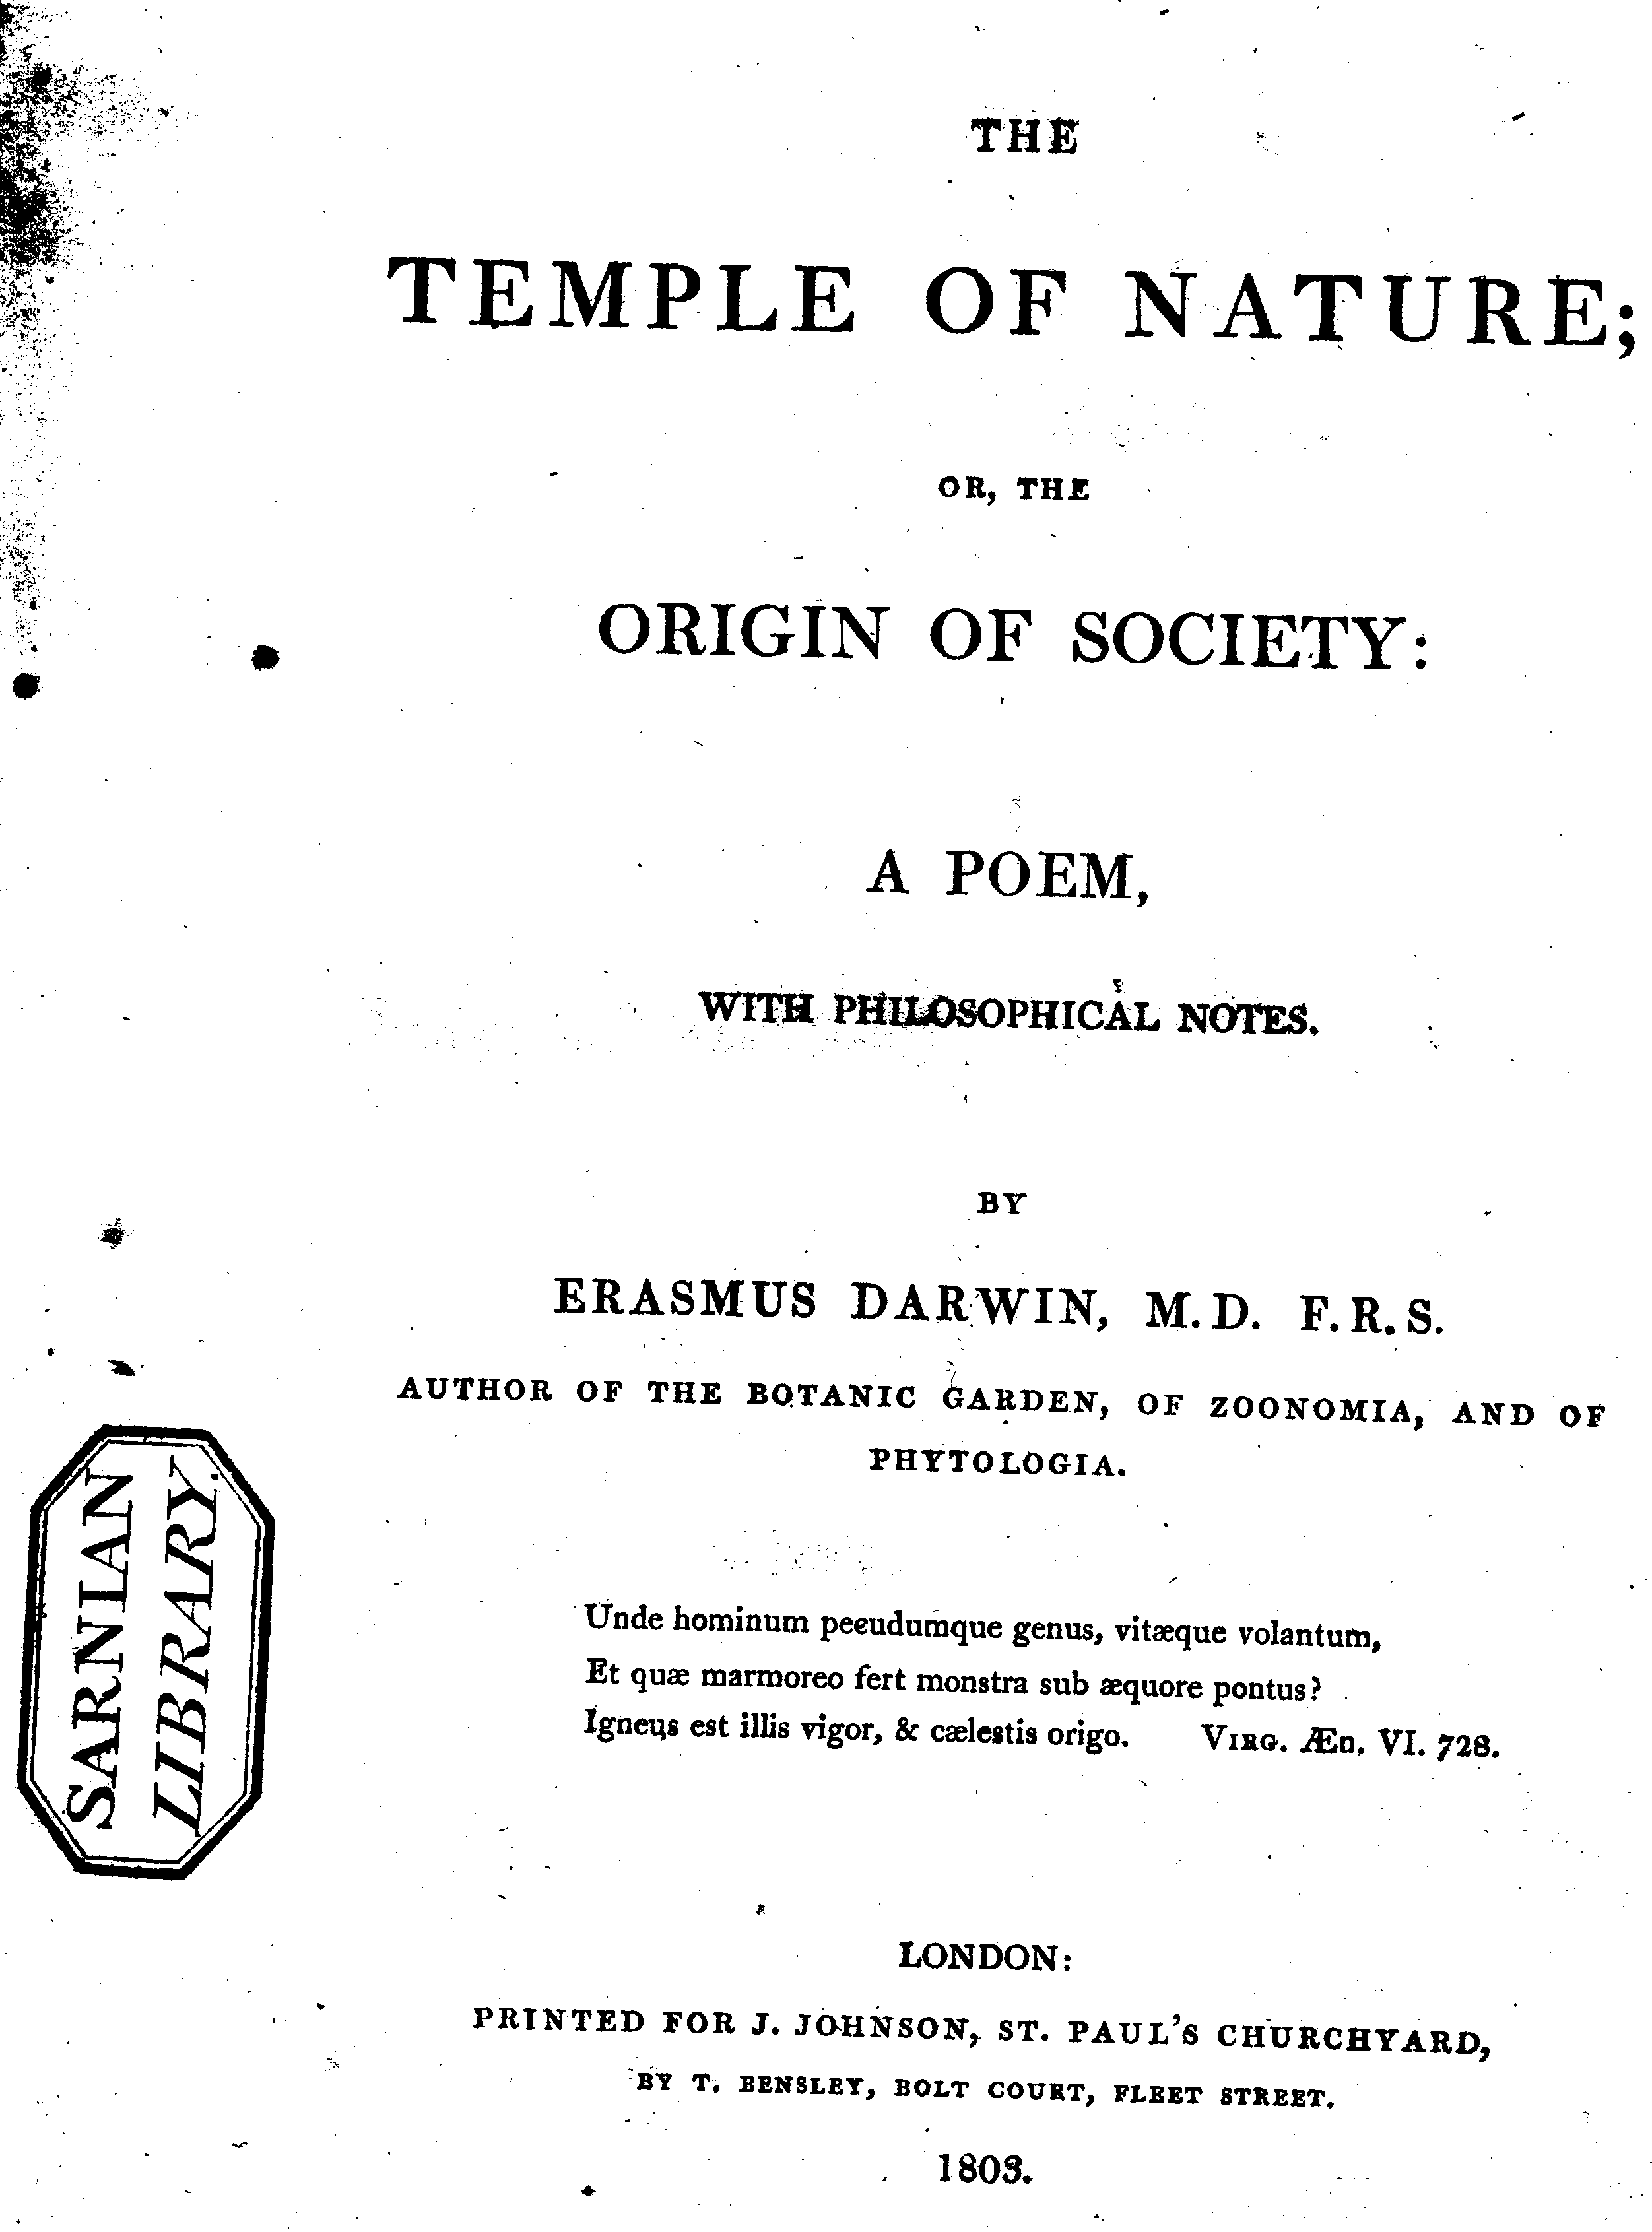 THE
TEMPLE OF NATURE;
OR, THE
ORIGIN OF SOCIETY:
A POEM,
WITH PHILOSOPHICAL NOTES.
BY
ERASMUS DARWIN, M.D. F.R.S.
AUTHOR OF THE BOTANIC GARDEN, OF ZOONOMIA, AND OF
PHYTOLOGIA.
SARNIAN
LIBRARY.
Unde hominum pecudumque genus, vitæque volantum,
Et quæ marmoreo fert monstra sub æquore pontus?
Igneus est illis vigor, & cælestis origo. VIRG. Æn. VI. 728.
LONDON:
PRINTED FOR J. JOHNSON, ST. PAUL'S CHURCHYARD,
BY T. BENSLEY, BOLT COURT, FLEET STREET.
1803.